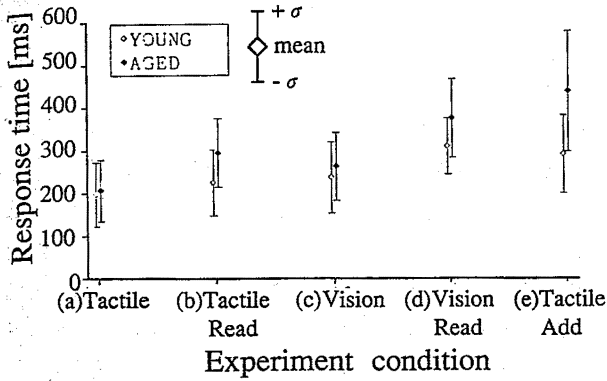 600
500
400
300
200
100
0
Response time [ms]
YOUNG
AGED
+ σ
mean
- σ
(a)Tactile
(b)Tactile Read
(c)Vision
(d)Vision Read
(e)Tactile Add
Experiment condition